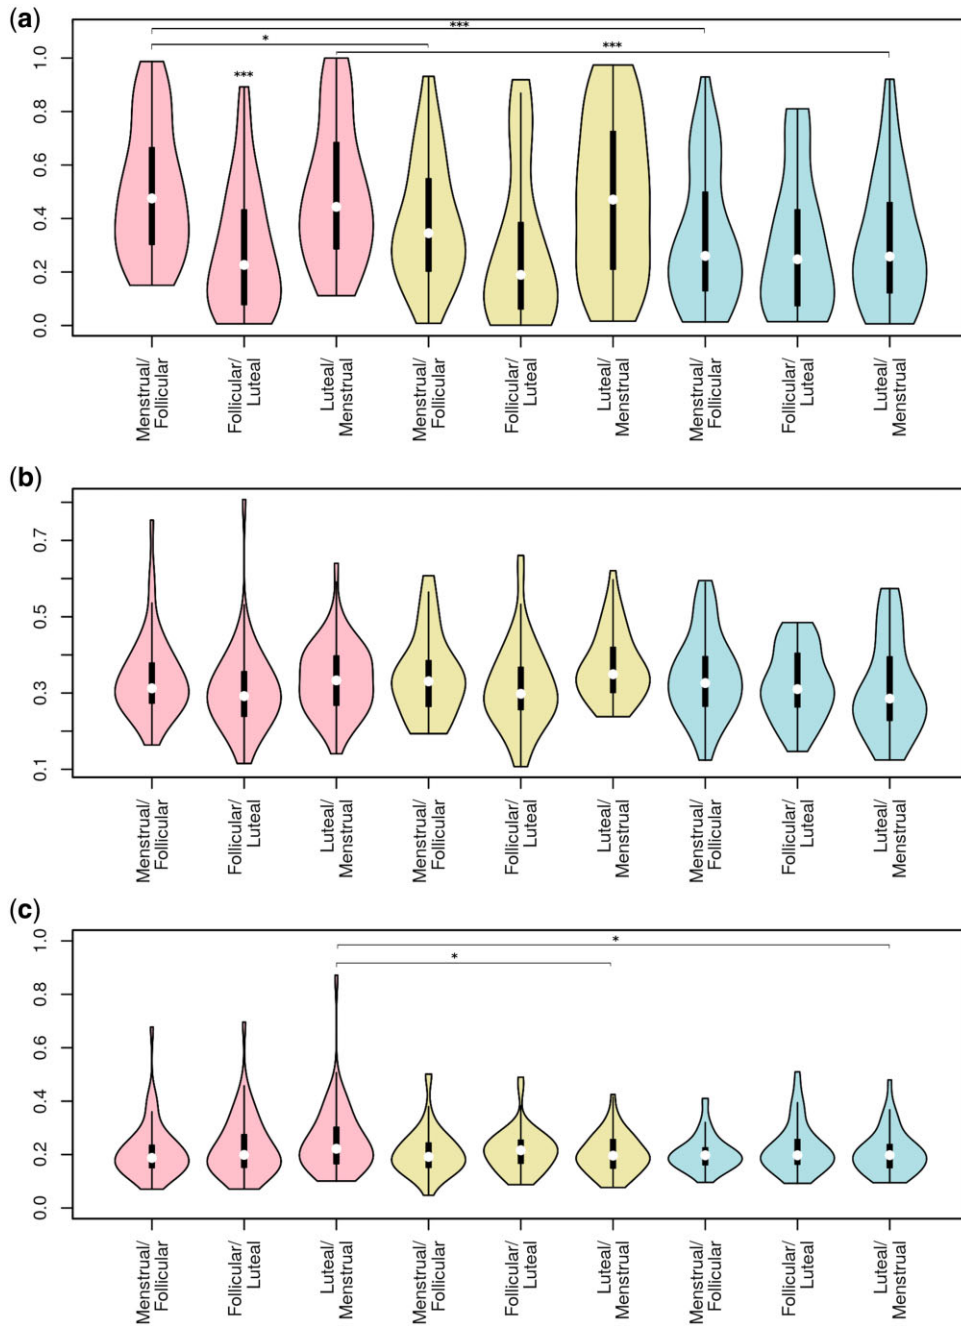 (a)
***
*
***
***
1.0
0.8
0.6
0.4
0.2
0.0
Menstrual/
Follicular
Follicular/
Luteal
Luteal/
Menstrual
Menstrual/
Follicular
Follicular/
Luteal
Luteal/
Menstrual
Menstrual/
Follicular
Follicular/
Luteal
Luteal/
Menstrual
(b)
0.7
0.5
0.3
0.1
Menstrual/
Follicular
Follicular/
Luteal
Luteal/
Menstrual
Menstrual/
Follicular
Follicular/
Luteal
Luteal/
Menstrual
Menstrual/
Follicular
Follicular/
Luteal
Luteal/
Menstrual
(c)
*
*
1.0
0.8
0.6
0.4
0.2
0.0
Menstrual/
Follicular
Follicular/
Luteal
Luteal/
Menstrual
Menstrual/
Follicular
Follicular/
Luteal
Luteal/
Menstrual
Menstrual/
Follicular
Follicular/
Luteal
Luteal/
Menstrual